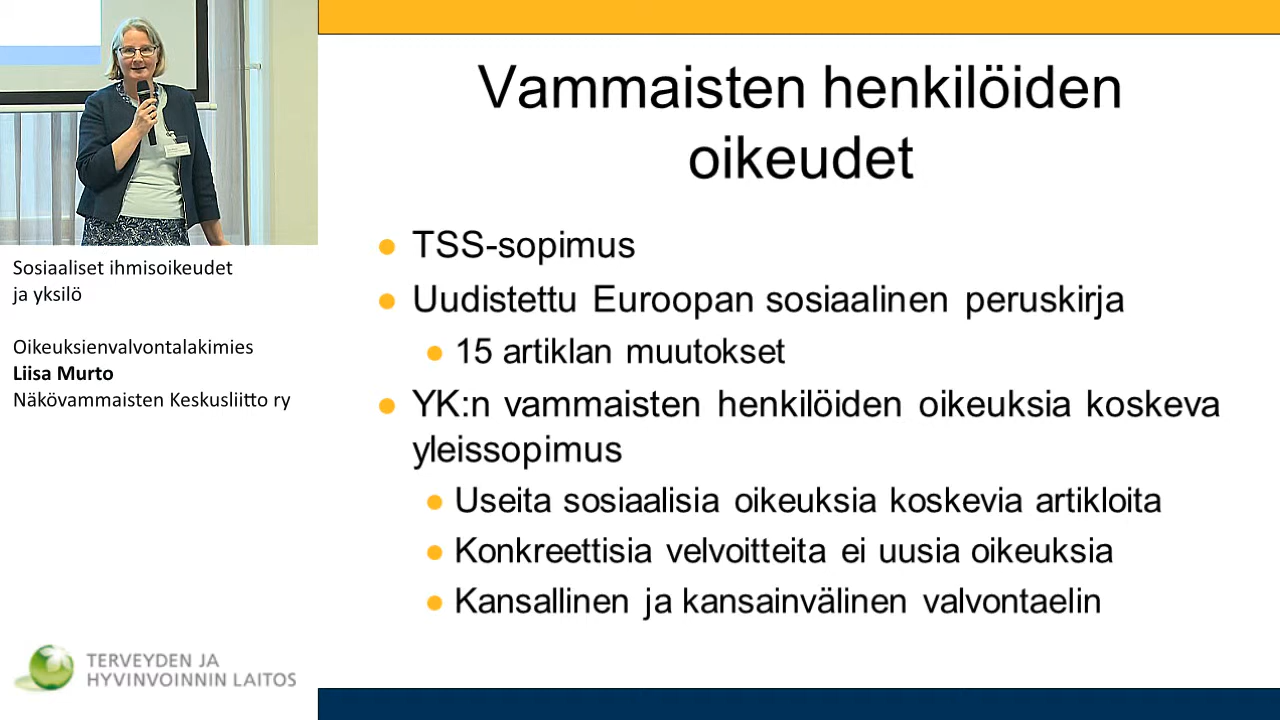 Sosiaaliset ihmisoikeudet
ja yksilö
Oikeuksienvalvontalakimies
Liisa Murto
Näkövammaisten Keskusliitto ry
TERVEYDEN JA
HYVINVOINNIN LAITOS
Vammaisten henkilöiden
oikeudet
TSS-sopimus
Uudistettu Euroopan sosiaalinen peruskirja
15 artiklan muutokset
YK:n vammaisten henkilöiden oikeuksia koskeva
yleissopimus
Useita sosiaalisia oikeuksia koskevia artikloita
Konkreettisia velvoitteita ei uusia oikeuksia
Kansallinen ja kansainvälinen valvontaelin